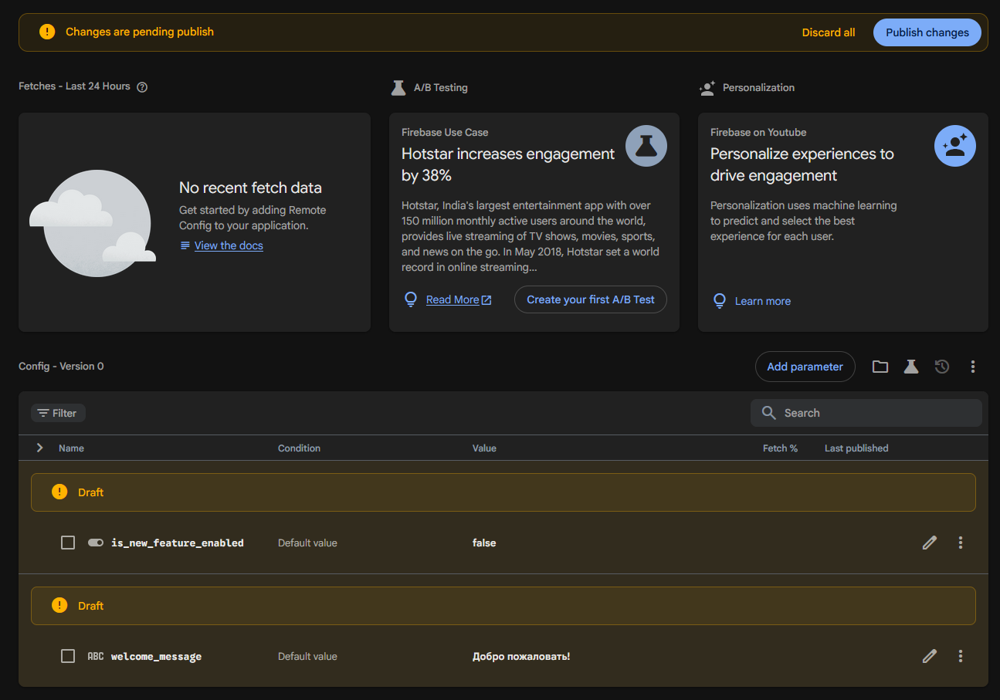 Changes are pending publish
Discard all
Publish changes
Fetches - Last 24 Hours
A/B Testing
Personalization
No recent fetch data
Get started by adding Remote
Config to your application.
View the docs
Firebase Use Case
Hotstar increases engagement
by 38%
Hotstar, India's largest entertainment app with over
150 million monthly active users around the world,
provides live streaming of TV shows, movies, sports,
and news on the go. In May 2018, Hotstar set a world
record in online streaming...
Read More
Create your first A/B Test
Firebase on Youtube
Personalize experiences to
drive engagement
Personalization uses machine learning
to predict and select the best
experience for each user.
Learn more
Config - Version 0
Add parameter
Filter
Search
Name Condition Value Fetch % Last published
Draft
is_new_feature_enabled Default value false
Draft
ABC welcome_message Default value Добро пожаловать!